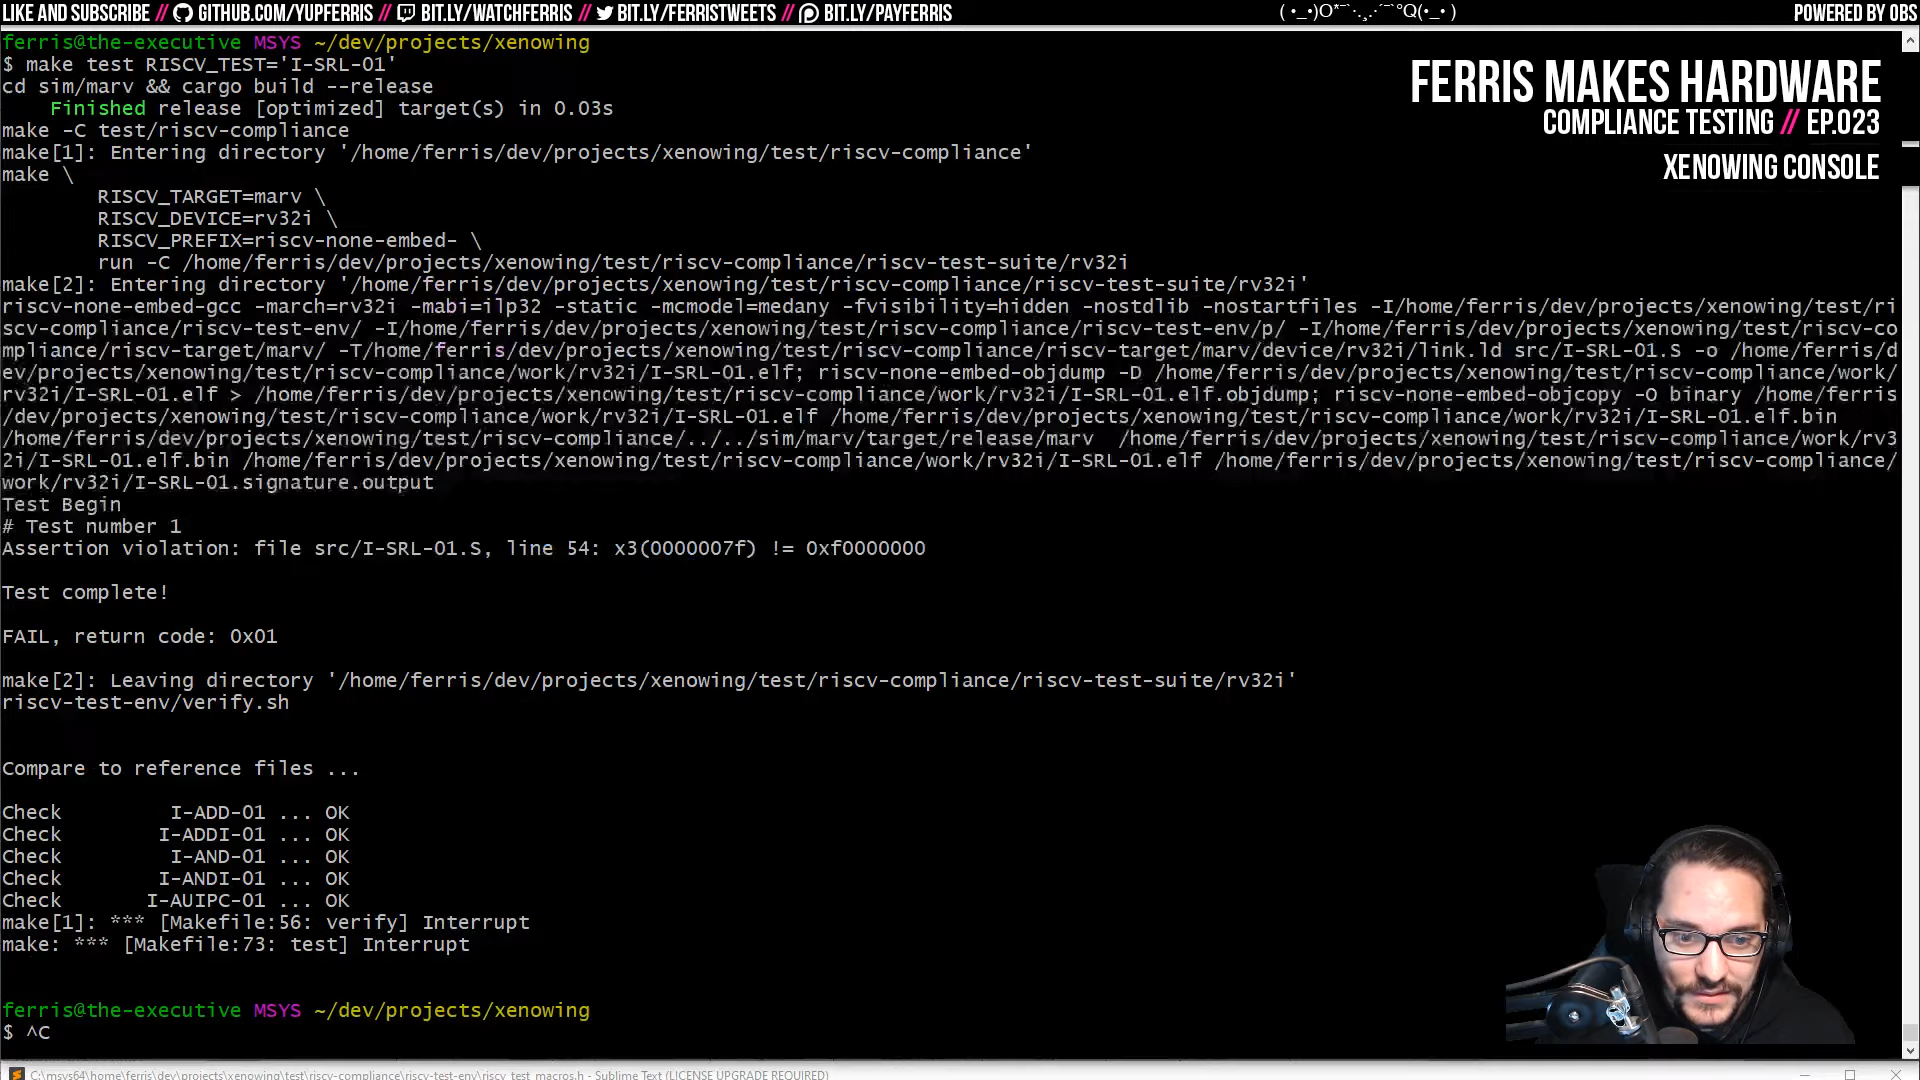 LIKE AND SUBSCRIBE // GITHUB.COM/YUPFERRIS // BIT.LY/WATCHFERRIS // BIT.LY/FERRISTWEETS // BIT.LY/PAYFERRIS
POWERED BY OBS
FERRIS MAKES HARDWARE
COMPLIANCE TESTING // EP.023
XENOWING CONSOLE
ferris@the-executive MSYS ~/dev/projects/xenowing
$ make test RISCV_TEST='I-SRL-01'
cd sim/marv && cargo build --release
    Finished release [optimized] target(s) in 0.03s
make -C test/riscv-compliance
make[1]: Entering directory '/home/ferris/dev/projects/xenowing/test/riscv-compliance'
make \
        RISCV_TARGET=marv \
        RISCV_DEVICE=rv32i \
        RISCV_PREFIX=riscv-none-embed- \
        run -C /home/ferris/dev/projects/xenowing/test/riscv-compliance/riscv-test-suite/rv32i
make[2]: Entering directory '/home/ferris/dev/projects/xenowing/test/riscv-compliance/riscv-test-suite/rv32i'
riscv-none-embed-gcc -march=rv32i -mabi=ilp32 -static -mcmodel=medany -fvisibility=hidden -nostdlib -nostartfiles -I/home/ferris/dev/projects/xenowing/test/ri
scv-compliance/riscv-test-env/ -I/home/ferris/dev/projects/xenowing/test/riscv-compliance/riscv-test-env/p/ -I/home/ferris/dev/projects/xenowing/test/riscv-co
mpliance/riscv-target/marv/ -T/home/ferris/dev/projects/xenowing/test/riscv-compliance/riscv-target/marv/device/rv32i/link.ld src/I-SRL-01.S -o /home/ferris/d
ev/projects/xenowing/test/riscv-compliance/work/rv32i/I-SRL-01.elf; riscv-none-embed-objdump -D /home/ferris/dev/projects/xenowing/test/riscv-compliance/work/
rv32i/I-SRL-01.elf > /home/ferris/dev/projects/xenowing/test/riscv-compliance/work/rv32i/I-SRL-01.elf.objdump; riscv-none-embed-objcopy -O binary /home/ferris
/dev/projects/xenowing/test/riscv-compliance/work/rv32i/I-SRL-01.elf /home/ferris/dev/projects/xenowing/test/riscv-compliance/work/rv32i/I-SRL-01.elf.bin
/home/ferris/dev/projects/xenowing/test/riscv-compliance/../../sim/marv/target/release/marv  /home/ferris/dev/projects/xenowing/test/riscv-compliance/work/rv3
2i/I-SRL-01.elf.bin /home/ferris/dev/projects/xenowing/test/riscv-compliance/work/rv32i/I-SRL-01.elf /home/ferris/dev/projects/xenowing/test/riscv-compliance/
work/rv32i/I-SRL-01.signature.output
Test Begin
# Test number 1
Assertion violation: file src/I-SRL-01.S, line 54: x3(0000007f) != 0xf0000000
Test complete!
FAIL, return code: 0x01
make[2]: Leaving directory '/home/ferris/dev/projects/xenowing/test/riscv-compliance/riscv-test-suite/rv32i'
riscv-test-env/verify.sh
Compare to reference files ...
Check         I-ADD-01 ... OK
Check        I-ADDI-01 ... OK
Check         I-AND-01 ... OK
Check        I-ANDI-01 ... OK
Check       I-AUIPC-01 ... OK
make[1]: *** [Makefile:56: verify] Interrupt
make: *** [Makefile:73: test] Interrupt
ferris@the-executive MSYS ~/dev/projects/xenowing
$ ^C
C:\msys64\home\ferris\dev\projects\xenowing\test\riscv-compliance\riscv-test-env\riscv_test_macros.h - Sublime Text (LICENSE UPGRADE REQUIRED)